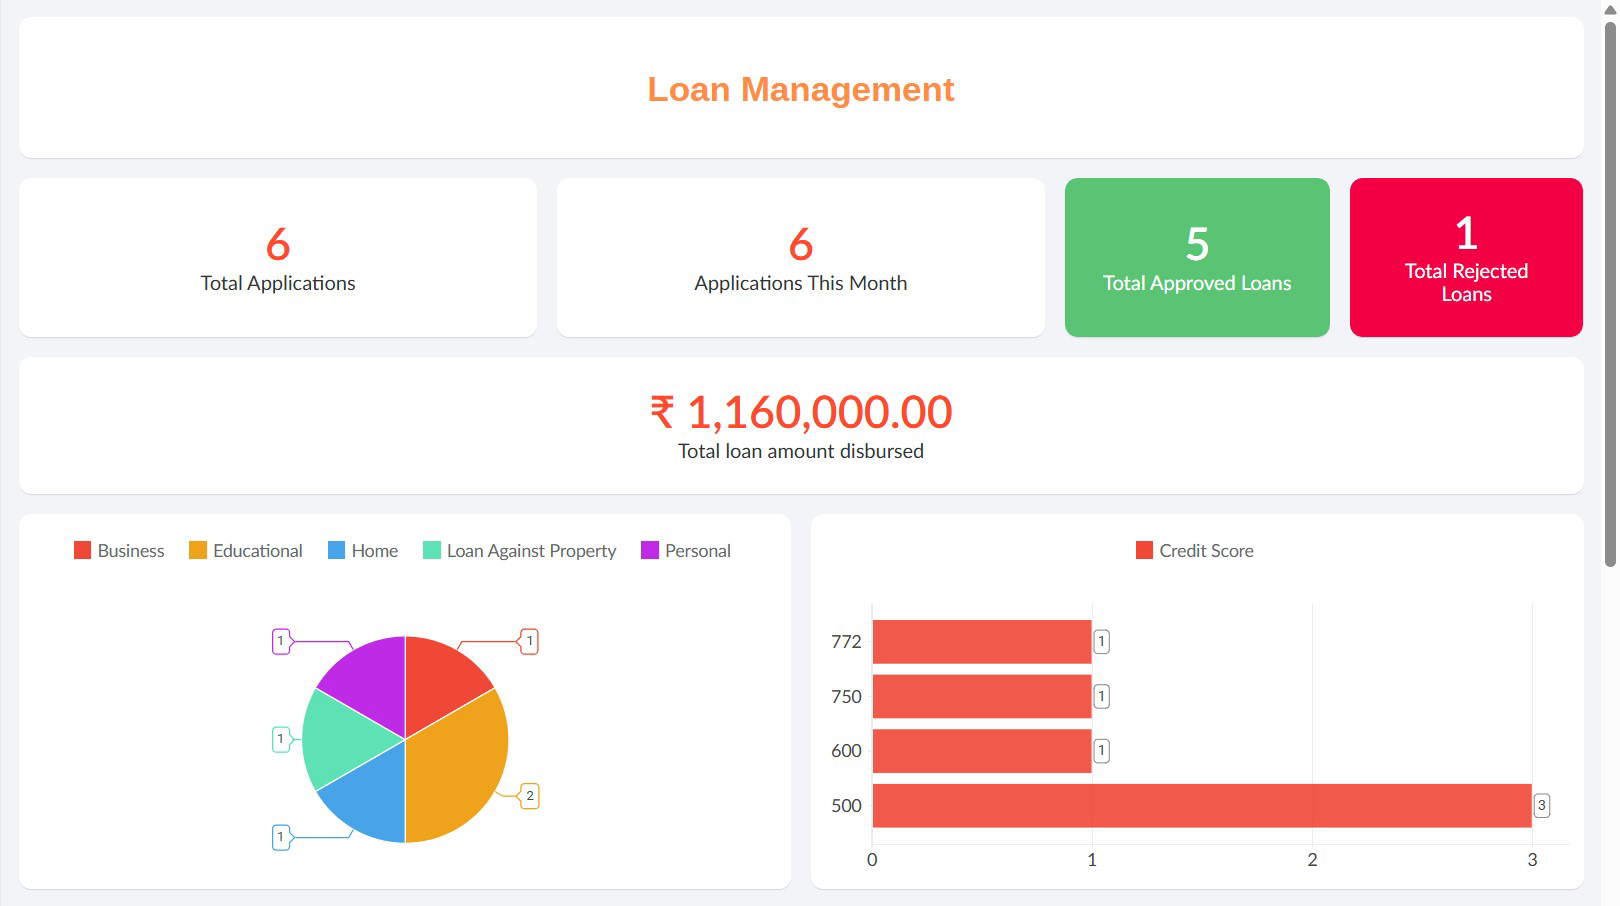 Loan Management
6
Total Applications
6
Applications This Month
5
Total Approved Loans
1
Total Rejected
Loans
₹ 1,160,000.00
Total loan amount disbursed
Business Educational Home Loan Against Property Personal
1
1
1
2
1
Credit Score
772 1
750 1
600 1
500 3
0 1 2 3